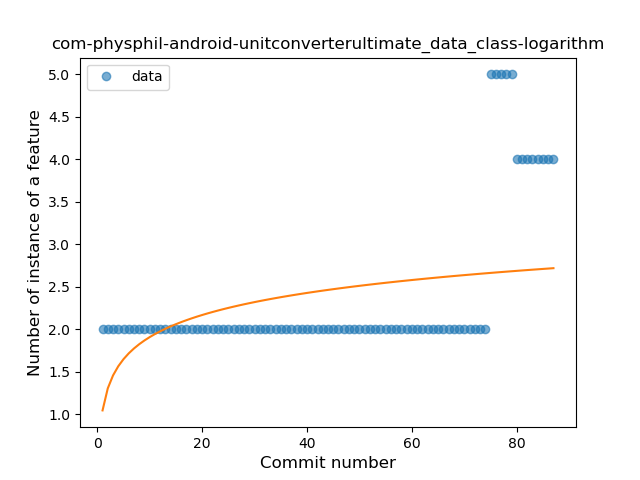 com-physphil-android-unitconverterultimate_data_class-logarithm
data
Number of instance of a feature
5.0
4.5
4.0
3.5
3.0
2.5
2.0
1.5
1.0
0 20 40 60 80
Commit number